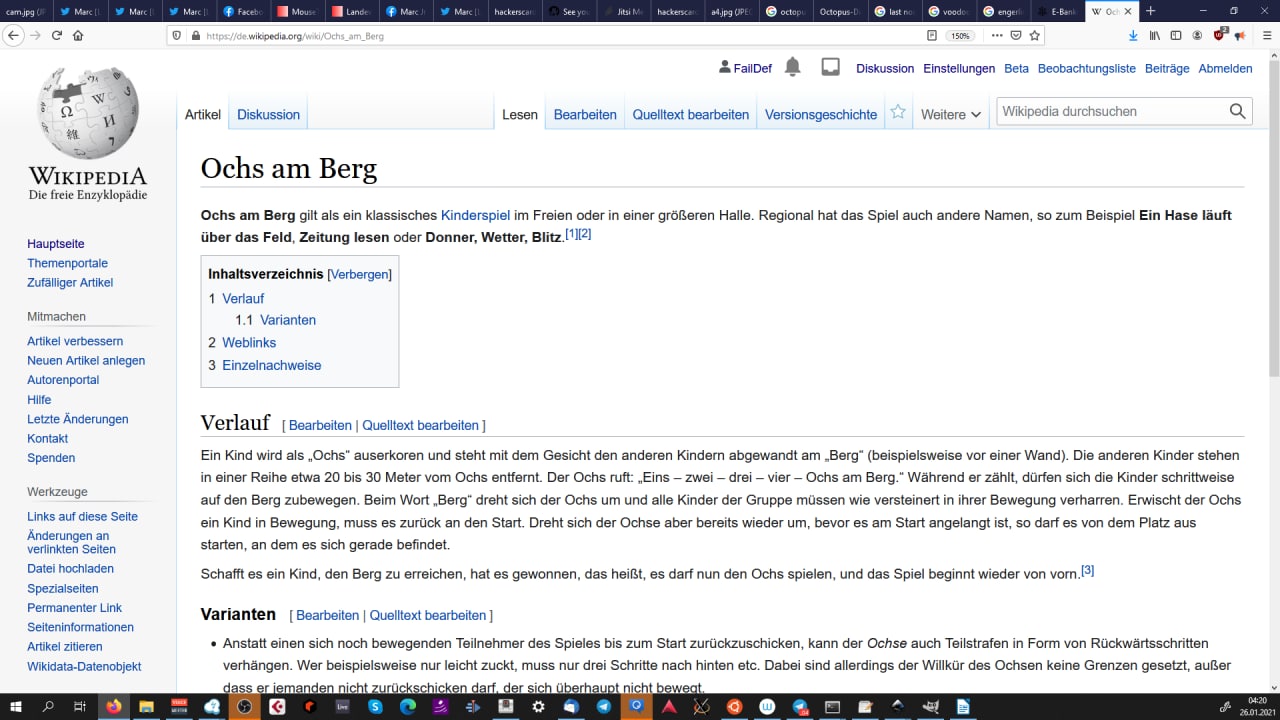 cam.jpg (JP
Marc [
Marc [
Marc [L
Facebo
Mouse
Landev
Marc Ji
Marc [L
hackersca
See you
Jitsi Me
hackersca
a4.jpg (JPE
octopu
Octopus-D
last no
voodoo
engerl
E-Bank
Och
https://de.wikipedia.org/wiki/Ochs_am_Berg
150%
FailDef
Diskussion Einstellungen Beta Beobachtungsliste Beiträge Abmelden
Artikel Diskussion
Lesen Bearbeiten Quelltext bearbeiten Versionsgeschichte Weitere
Wikipedia durchsuchen
WIKIPEDIA
Die freie Enzyklopädie
Hauptseite
Themenportale
Zufälliger Artikel
Mitmachen
Artikel verbessern
Neuen Artikel anlegen
Autorenportal
Hilfe
Letzte Änderungen
Kontakt
Spenden
Werkzeuge
Links auf diese Seite
Änderungen an
verlinkten Seiten
Datei hochladen
Spezialseiten
Permanenter Link
Seiteninformationen
Artikel zitieren
Wikidata-Datenobjekt
Ochs am Berg
Ochs am Berg gilt als ein klassisches Kinderspiel im Freien oder in einer größeren Halle. Regional hat das Spiel auch andere Namen, so zum Beispiel Ein Hase läuft
über das Feld, Zeitung lesen oder Donner, Wetter, Blitz.[1][2]
Inhaltsverzeichnis [Verbergen]
1 Verlauf
1.1 Varianten
2 Weblinks
3 Einzelnachweise
Verlauf [ Bearbeiten | Quelltext bearbeiten ]
Ein Kind wird als „Ochs“ auserkoren und steht mit dem Gesicht den anderen Kindern abgewandt am „Berg“ (beispielsweise vor einer Wand). Die anderen Kinder stehen
in einer Reihe etwa 20 bis 30 Meter vom Ochs entfernt. Der Ochs ruft: „Eins – zwei – drei – vier – Ochs am Berg.“ Während er zählt, dürfen sich die Kinder schrittweise
auf den Berg zubewegen. Beim Wort „Berg“ dreht sich der Ochs um und alle Kinder der Gruppe müssen wie versteinert in ihrer Bewegung verharren. Erwischt der Ochs
ein Kind in Bewegung, muss es zurück an den Start. Dreht sich der Ochse aber bereits wieder um, bevor es am Start angelangt ist, so darf es von dem Platz aus
starten, an dem es sich gerade befindet.
Schafft es ein Kind, den Berg zu erreichen, hat es gewonnen, das heißt, es darf nun den Ochs spielen, und das Spiel beginnt wieder von vorn.[3]
Varianten [ Bearbeiten | Quelltext bearbeiten ]
• Anstatt einen sich noch bewegenden Teilnehmer des Spieles bis zum Start zurückzuschicken, kann der Ochse auch Teilstrafen in Form von Rückwärtsschritten
verhängen. Wer beispielsweise nur leicht zuckt, muss nur drei Schritte nach hinten etc. Dabei sind allerdings der Willkür des Ochsen keine Grenzen gesetzt, außer
dass er jemanden nicht zurückschicken darf, der sich überhaupt nicht bewegt.
04:20
26.01.2021